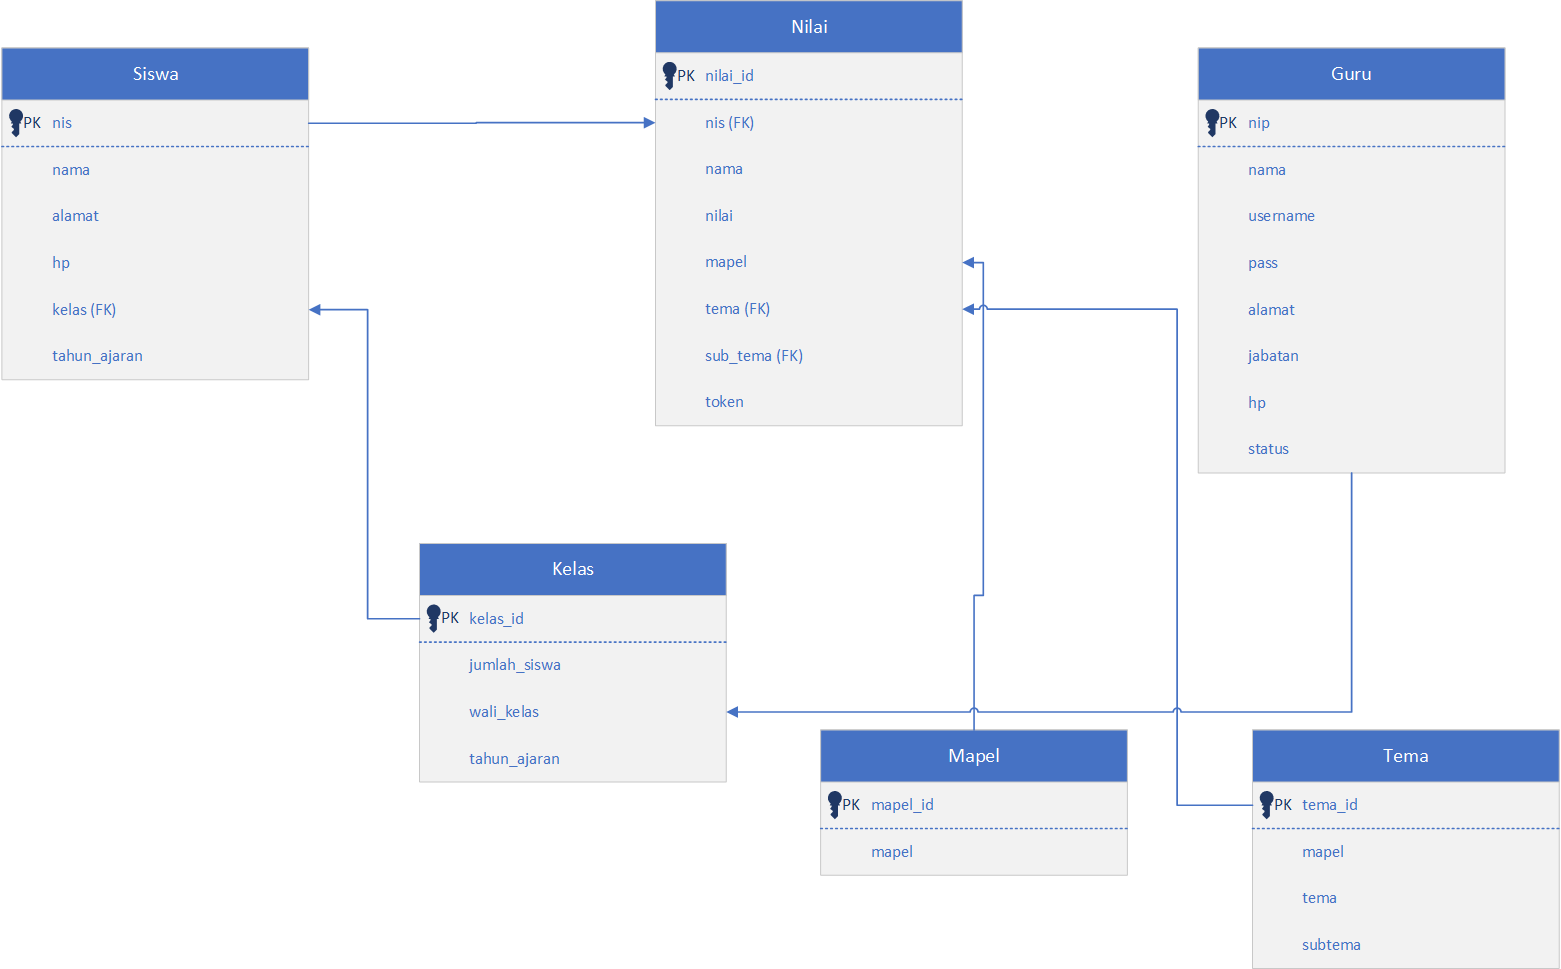 Siswa
PK nis
nama
alamat
hp
kelas (FK)
tahun_ajaran
Nilai
PK nilai_id
nis (FK)
nama
nilai
mapel
tema (FK)
sub_tema (FK)
token
Guru
PK nip
nama
username
pass
alamat
jabatan
hp
status
Kelas
PK kelas_id
jumlah_siswa
wali_kelas
tahun_ajaran
Mapel
PK mapel_id
mapel
Tema
PK tema_id
mapel
tema
subtema